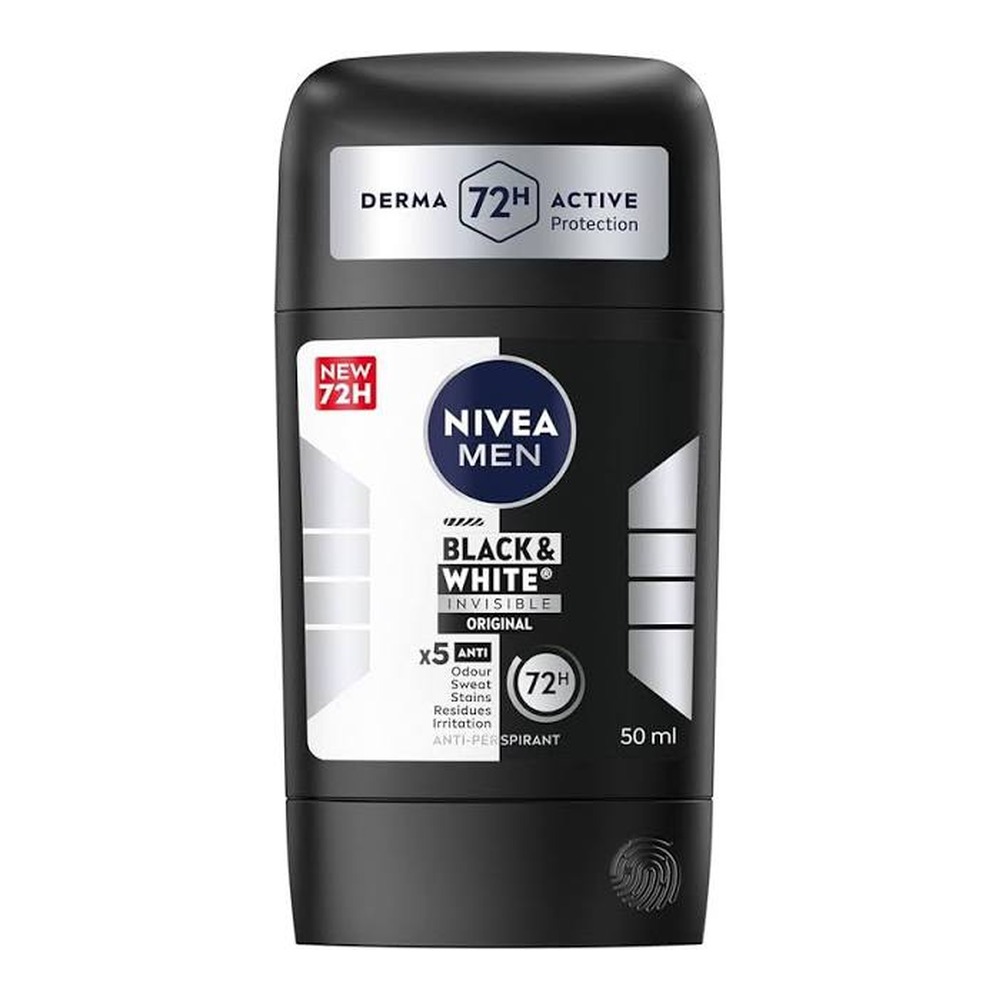 DERMA 72H ACTIVE
Protection
NEW
72H
NIVEA
MEN
BLACK &
WHITE®
INVISIBLE
ORIGINAL
x5 ANTI
Odour
Sweat
Stains
Residues
Irritation
72H
ANTI-PERSPIRANT
50 ml